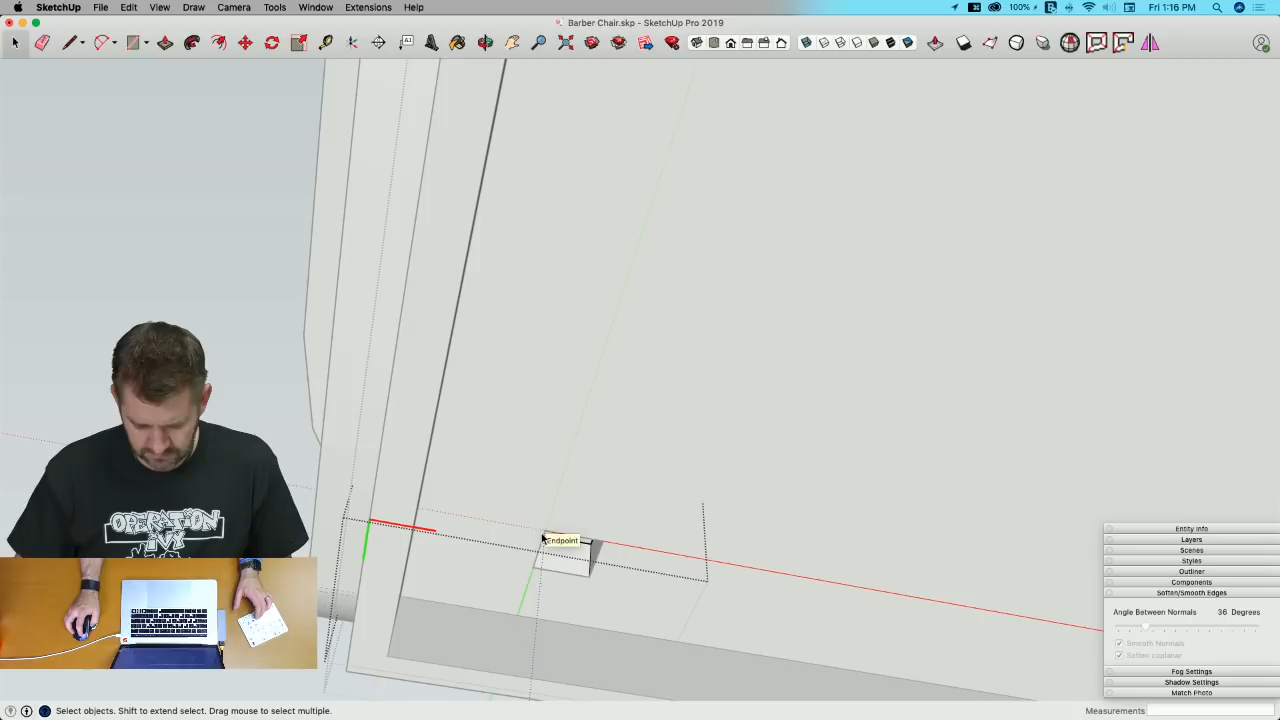 SketchUp File Edit View Camera Draw Tools Window Extensions Help
100% Fri 1:16 PM
Barber Chair.skp - SketchUp Pro 2019
Endpoint
OPERATION
IVY
Entity Info
Layers
Scenes
Styles
Outliner
Components
Soften/Smooth Edges
Angle Between Normals 36 Degrees
Smooth Normals
Soften coplanar
Fog Settings
Shadow Settings
Match Photo
Select objects. Shift to extend select. Drag mouse to select multiple.
Measurements